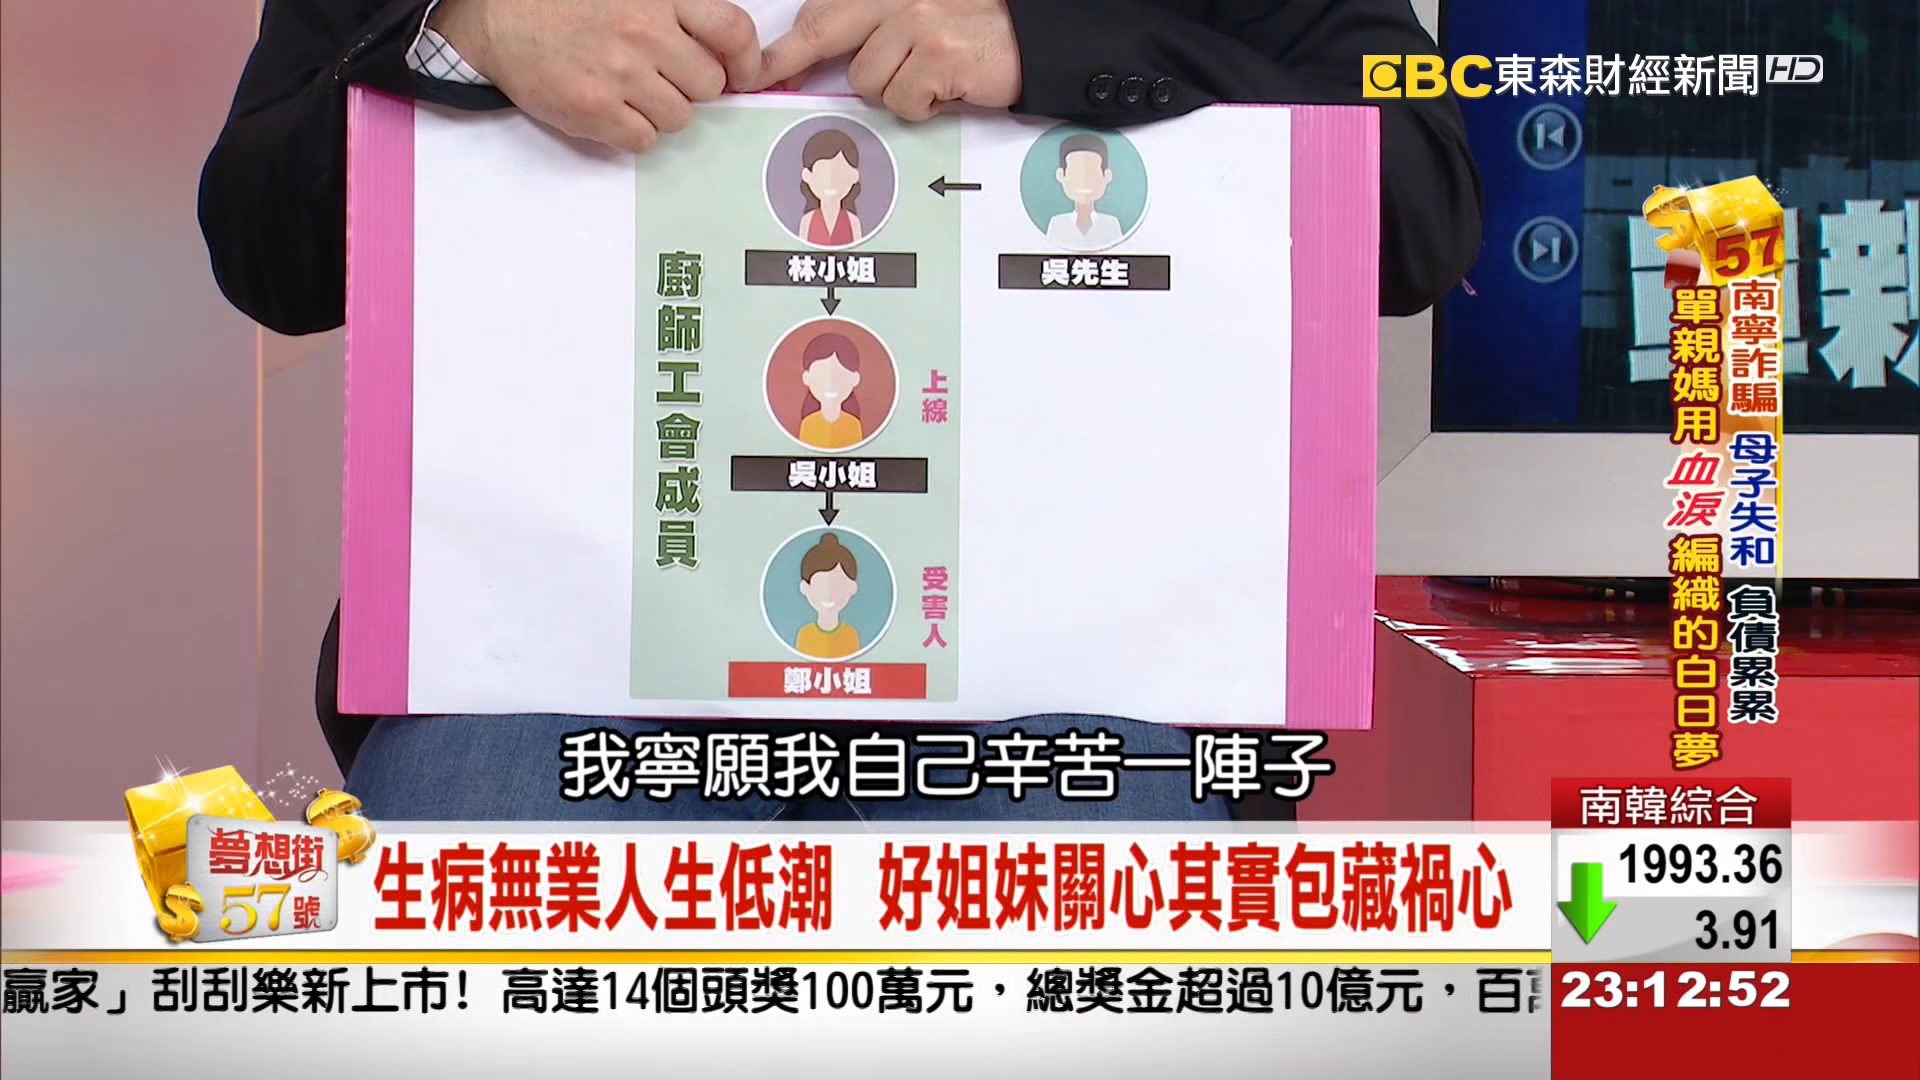 EBC東森財經新聞HD
廚師工會成員
林小姐
吳先生
上線
吳小姐
受害人
鄭小姐
57
南寧詐騙 母子失和 負債累累
單親媽用血淚編織的白日夢
我寧願我自己辛苦一陣子
夢想街
57號
生病無業人生低潮 好姐妹關心其實包藏禍心
南韓綜合
1993.36
3.91
贏家」刮刮樂新上市！高達14個頭獎100萬元，總獎金超過10億元，百
23:12:52